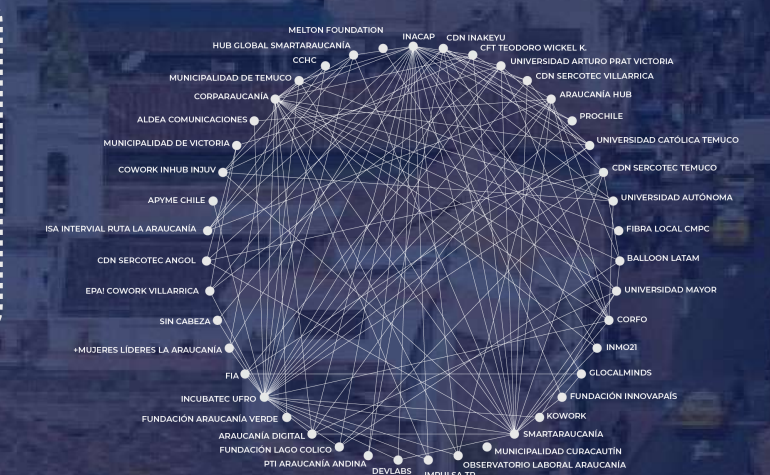 MELTON FOUNDATION
INACAP
CDN INAKEYU
HUB GLOBAL SMARTARAUCANÍA
CFT TEODORO WICKEL K.
CCHC
UNIVERSIDAD ARTURO PRAT VICTORIA
MUNICIPALIDAD DE TEMUCO
CDN SERCOTEC VILLARRICA
CORPARAUCANÍA
ARAUCANÍA HUB
ALDEA COMUNICACIONES
PROCHILE
MUNICIPALIDAD DE VICTORIA
UNIVERSIDAD CATÓLICA TEMUCO
COWORK INHUB INJUV
CDN SERCOTEC TEMUCO
APYME CHILE
UNIVERSIDAD AUTÓNOMA
ISA INTERVIAL RUTA LA ARAUCANÍA
FIBRA LOCAL CMPC
CDN SERCOTEC ANGOL
BALLOON LATAM
EPA! COWORK VILLARRICA
UNIVERSIDAD MAYOR
SIN CABEZA
CORFO
+MUJERES LÍDERES LA ARAUCANÍA
INMO21
FIA
GLOCALMINDS
INCUBATEC UFRO
FUNDACIÓN INNOVAPAÍS
FUNDACIÓN ARAUCANÍA VERDE
KOWORK
ARAUCANÍA DIGITAL
SMARTARAUCANÍA
FUNDACIÓN LAGO COLICO
MUNICIPALIDAD CURACAUTÍN
PTI ARAUCANÍA ANDINA
OBSERVATORIO LABORAL ARAUCANÍA
DEVLABS